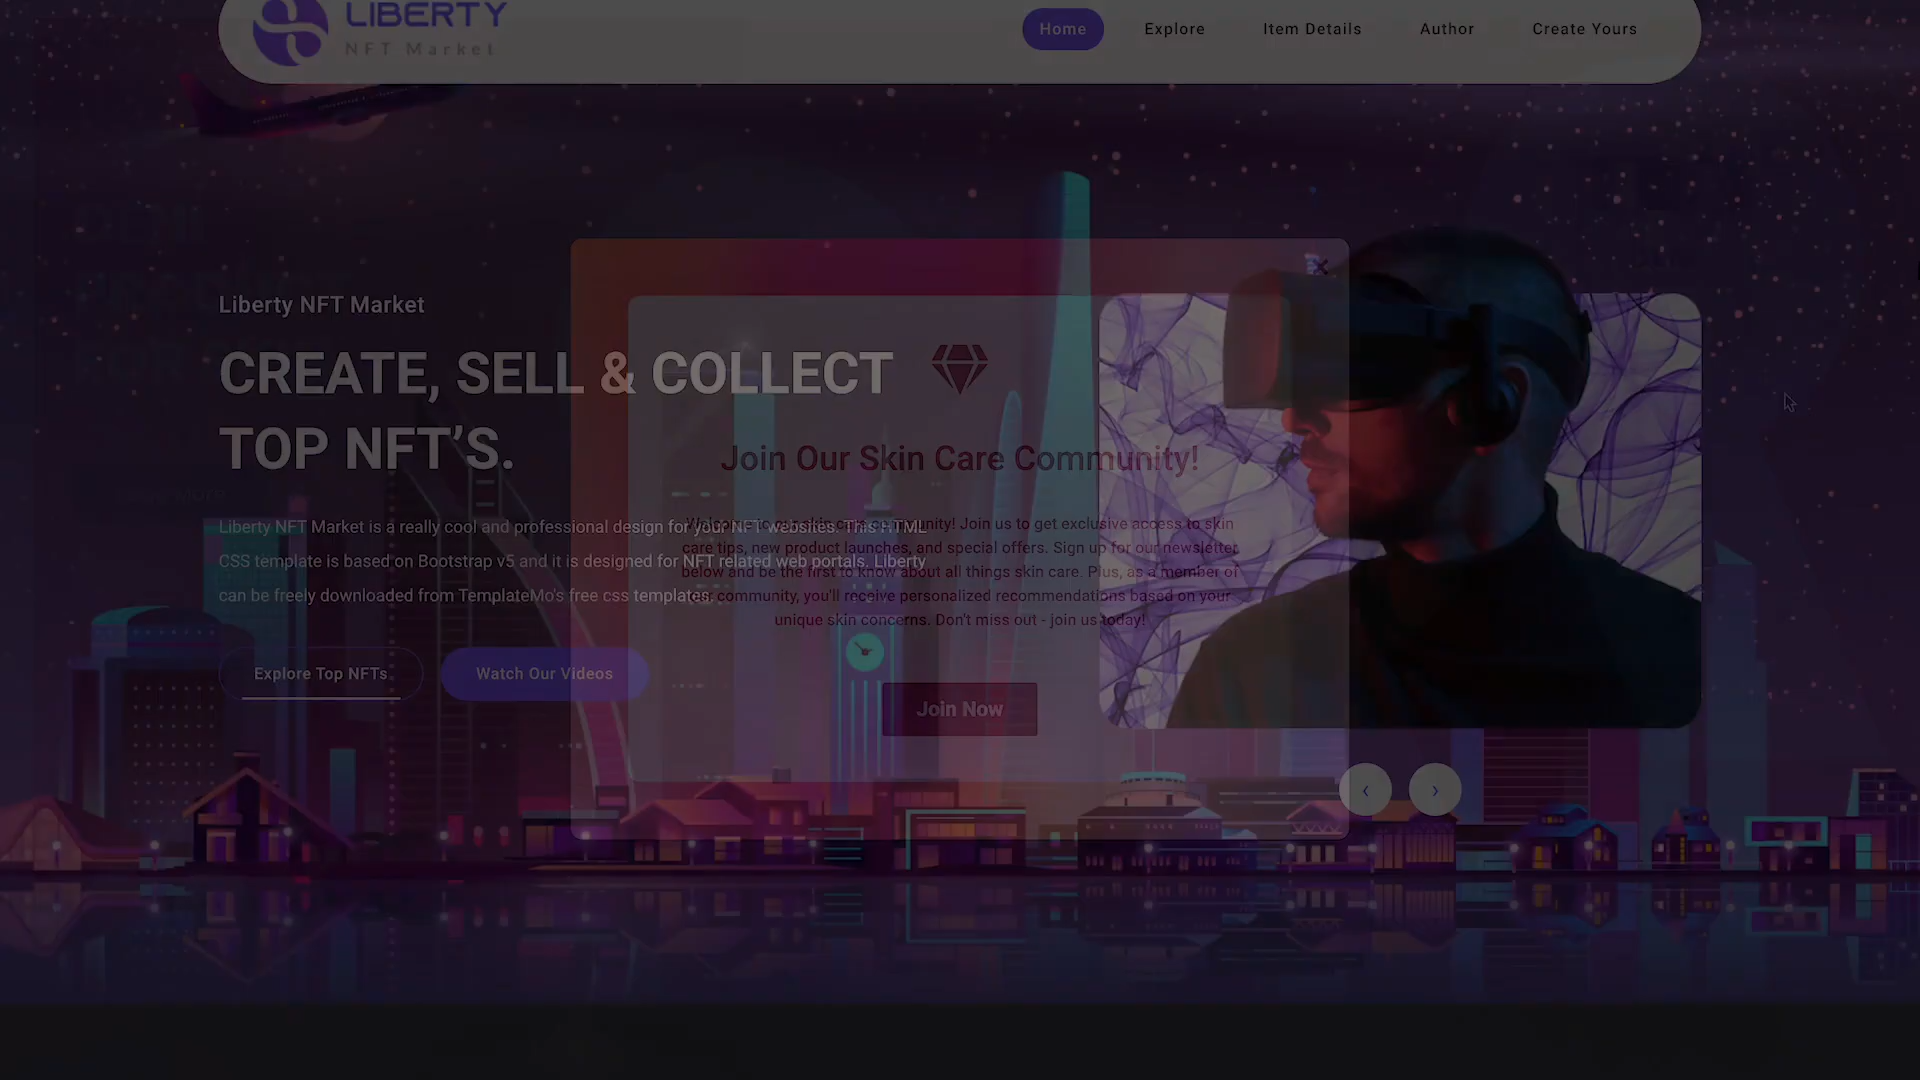 LIBERTY
NFT Market
Home
Explore
Item Details
Author
Create Yours
Liberty NFT Market
CREATE, SELL & COLLECT
TOP NFT'S.
Liberty NFT Market is a really cool and professional design for your NFT websites. This HTML
CSS template is based on Bootstrap v5 and it is designed for NFT related web portals. Liberty
can be freely downloaded from TemplateMo's free css templates.
Explore Top NFTs
Watch Our Videos
Join Our Skin Care Community!
Welcome to our skin care community! Join us to get exclusive access to skin
care tips, new product launches, and special offers. Sign up for our newsletter
below and be the first to know about all things skin care. Plus, as a member of
community, you'll receive personalized recommendations based on your
unique skin concerns. Don't miss out - join us today!
Join Now